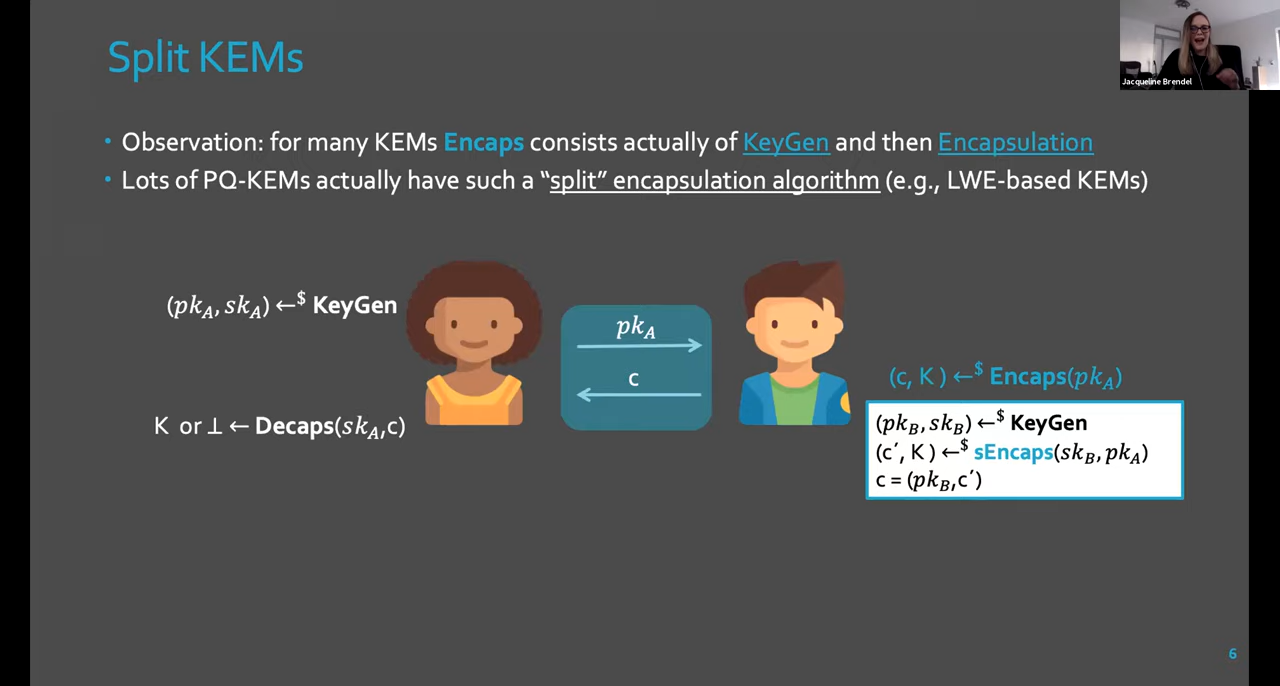 Split KEMs
Jacqueline Brendel
• Observation: for many KEMs Encaps consists actually of KeyGen and then Encapsulation
• Lots of PQ-KEMs actually have such a “split” encapsulation algorithm (e.g., LWE-based KEMs)
(pk_A, sk_A) ←$ KeyGen
pk_A
c
(c, K ) ←$ Encaps(pk_A)
K or ⊥ ← Decaps(sk_A,c)
(pk_B, sk_B) ←$ KeyGen
(c′, K ) ←$ sEncaps(sk_B, pk_A)
c = (pk_B,c′)
6